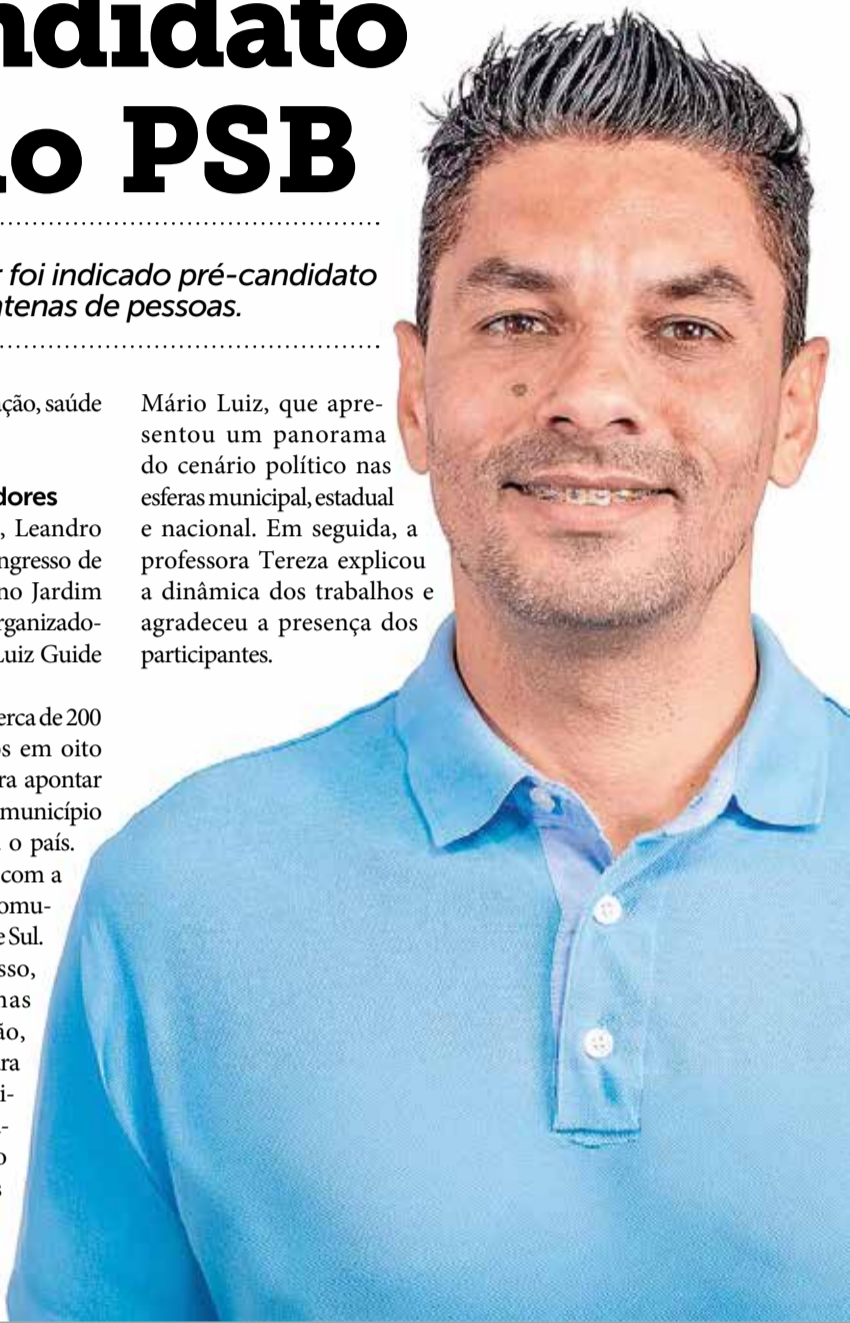 ndidato
o PSB
foi indicado pré-candidato
ntenas de pessoas.
ação, saúde
dores
, Leandro
ngresso de
no Jardim
rganizado-
Luiz Guide
erca de 200
s em oito
ra apontar
município
o país.
com a
omu-
e Sul.
sso,
nas
ão,
ra
i-
o
s
Mário Luiz, que apre-
sentou um panorama
do cenário político nas
esferas municipal, estadual
e nacional. Em seguida, a
professora Tereza explicou
a dinâmica dos trabalhos e
agradeceu a presença dos
participantes.